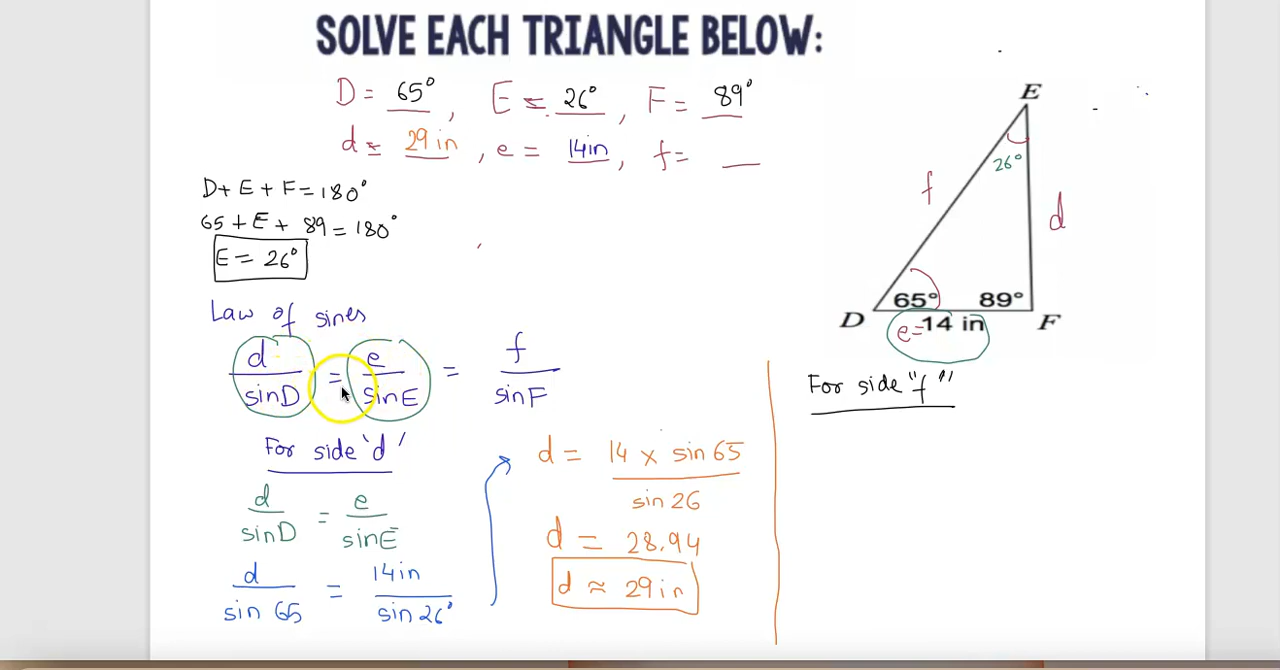 SOLVE EACH TRIANGLE BELOW:
D = 65°, E = 26°, F = 89°
d ≈ 29 in, e = 14in, f = __
D + E + F = 180°
65 + E + 89 = 180°
E = 26°
Law of sines
d/sinD = e/sinE = f/sinF
For side 'd'
d/sinD = e/sinE
d/sin 65 = 14in/sin 26°
d = 14 x sin 65/sin 26
d = 28.94
d ≈ 29 in
E
26°
f
d
65°
89°
D
e=14 in
F
For side "f"